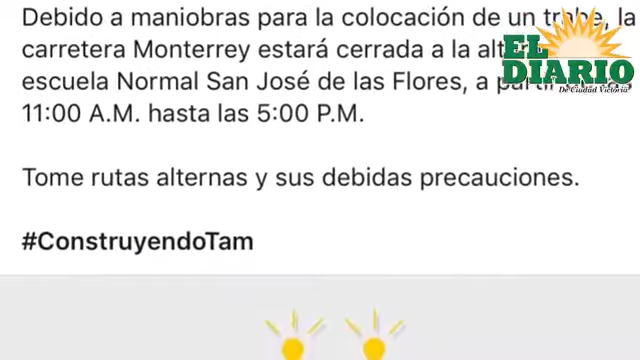 Debido a maniobras para la colocación de un trabe, la
carretera Monterrey estará cerrada a la
escuela Normal San José de las Flores, a
11:00 A.M. hasta las 5:00 P.M.
Tome rutas alternas y sus debidas precauciones.
#ConstruyendoTam
EL
DIARIO
De Ciudad Victoria